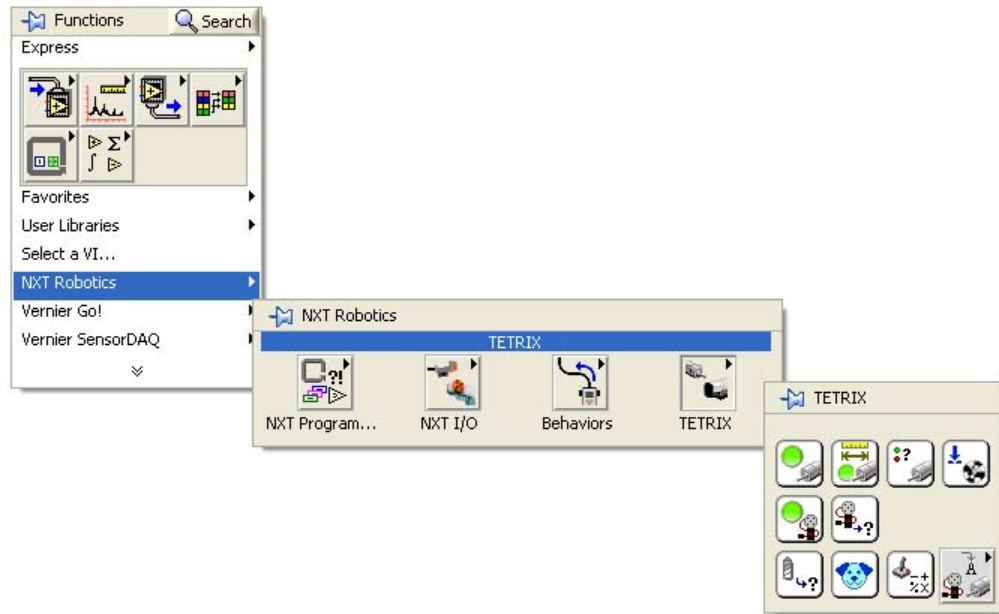 Functions
Search
Express
Favorites
User Libraries
Select a VI...
NXT Robotics
Vernier Go!
Vernier SensorDAQ
NXT Robotics
TETRIX
NXT Program...
NXT I/O
Behaviors
TETRIX
TETRIX